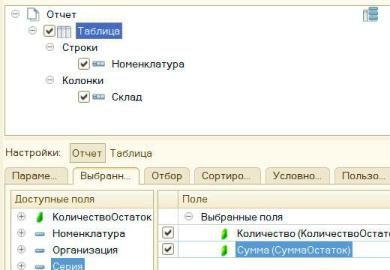 Отчет
Таблица
Строки
Номенклатура
Колонки
Склад
Настройки: Отчет Таблица
Параме... Выбранн... Отбор Сортиро... Условно... Пользо...
Доступные поля Поле
КоличествоОстаток Выбранные поля
Номенклатура Количество (КоличествоОстат
Организация Сумма (СуммаОстаток)
Серия